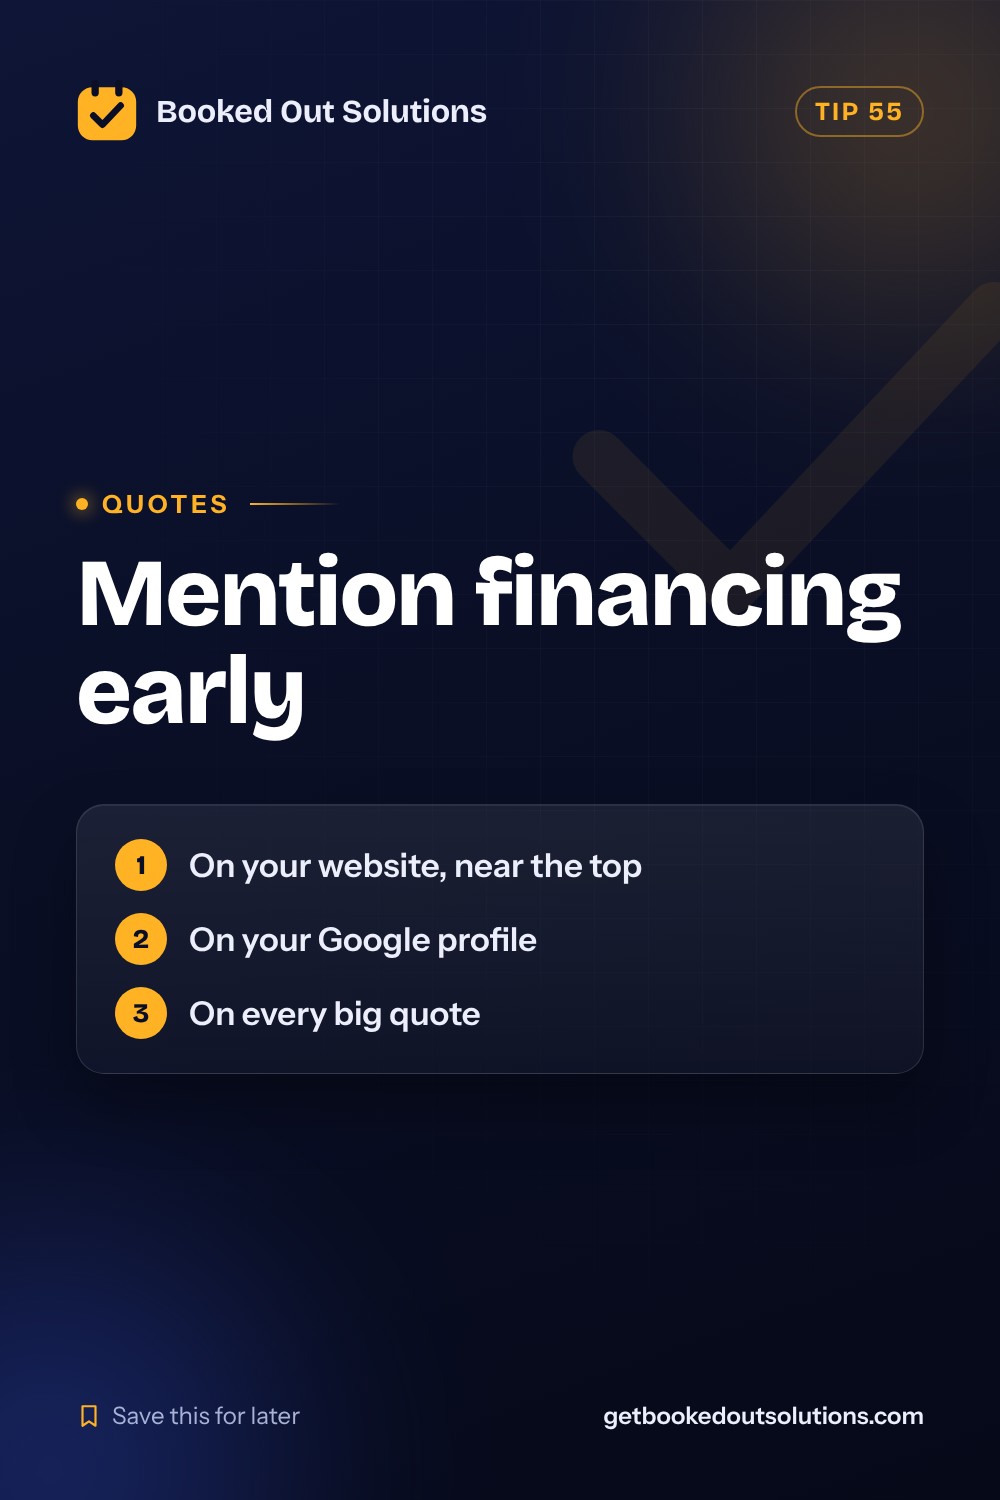 Booked Out Solutions
TIP 55
QUOTES
Mention financing
early
1 On your website, near the top
2 On your Google profile
3 On every big quote
Save this for later
getbookedoutsolutions.com